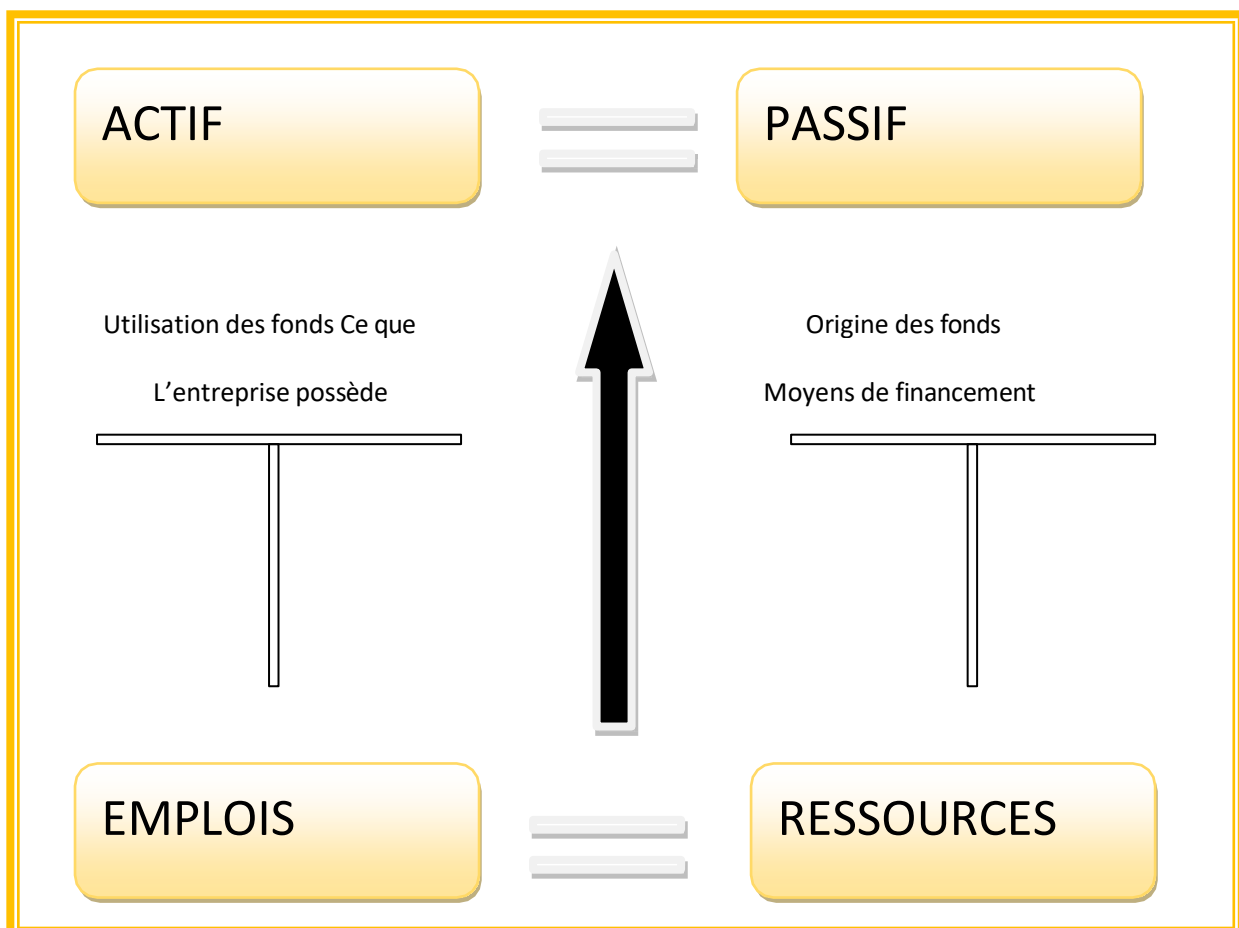 ACTIF
PASSIF
Utilisation des fonds Ce que
L’entreprise possède
Origine des fonds
Moyens de financement
EMPLOIS
RESSOURCES